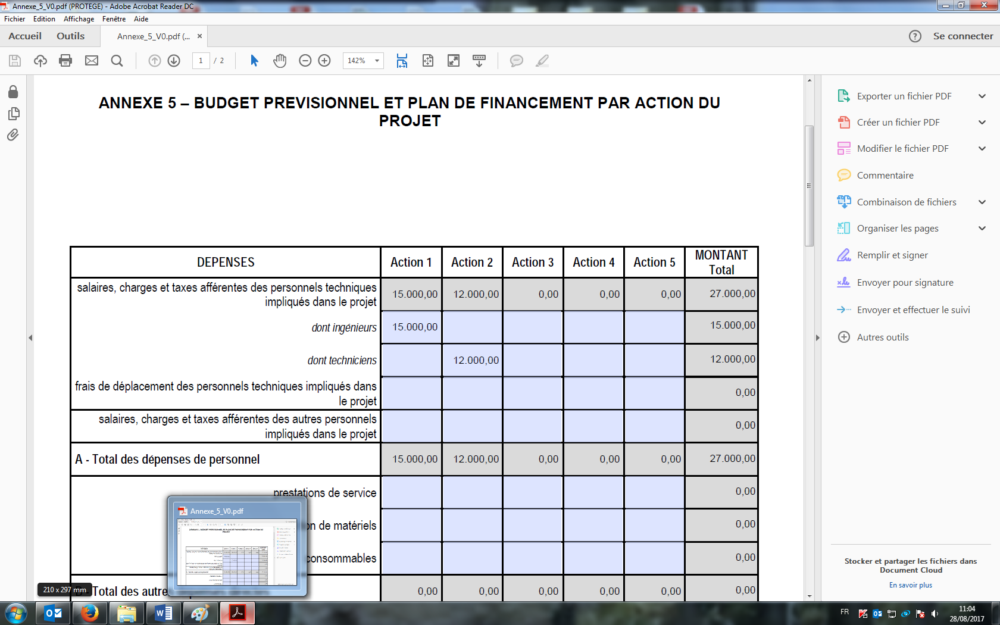 Annexe_5_V0.pdf (PROTEGE) - Adobe Acrobat Reader DC
Fichier Edition Affichage Fenêtre Aide
Accueil Outils Annexe_5_V0.pdf (... × ? Se connecter
1 / 2 142%
ANNEXE 5 – BUDGET PREVISIONNEL ET PLAN DE FINANCEMENT PAR ACTION DU
PROJET
DEPENSES Action 1 Action 2 Action 3 Action 4 Action 5 MONTANT
Total
salaires, charges et taxes afférentes des personnels techniques
impliqués dans le projet 15.000,00 12.000,00 0,00 0,00 0,00 27.000,00
dont ingénieurs 15.000,00 15.000,00
dont techniciens 12.000,00 12.000,00
frais de déplacement des personnels techniques impliqués dans
le projet 0,00
salaires, charges et taxes afférentes des autres personnels
impliqués dans le projet 0,00
A - Total des dépenses de personnel 15.000,00 12.000,00 0,00 0,00 0,00 27.000,00
prestations de service 0,00
on de matériels 0,00
consommables 0,00
- Total des autre 0,00 0,00 0,00 0,00 0,00 0,00
Annexe_5_V0.pdf
210 x 297 mm
Exporter un fichier PDF
Créer un fichier PDF
Modifier le fichier PDF
Commentaire
Combinaison de fichiers
Organiser les pages
Remplir et signer
Envoyer pour signature
Envoyer et effectuer le suivi
Autres outils
Stocker et partager les fichiers dans
Document Cloud
En savoir plus
FR
11:04
28/08/2017